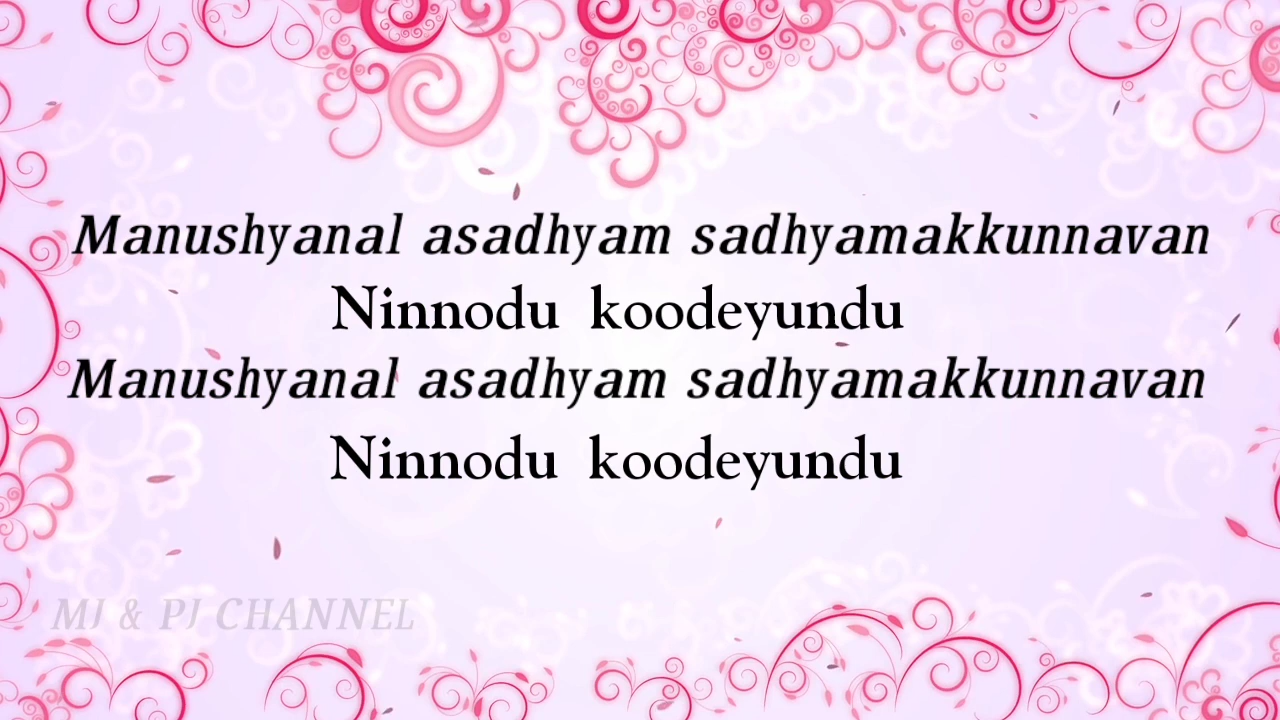 Manushyanal asadhyam sadhyamakkunnavan
Ninnodu koodeyundu
Manushyanal asadhyam sadhyamakkunnavan
Ninnodu koodeyundu
MJ & PJ CHANNEL